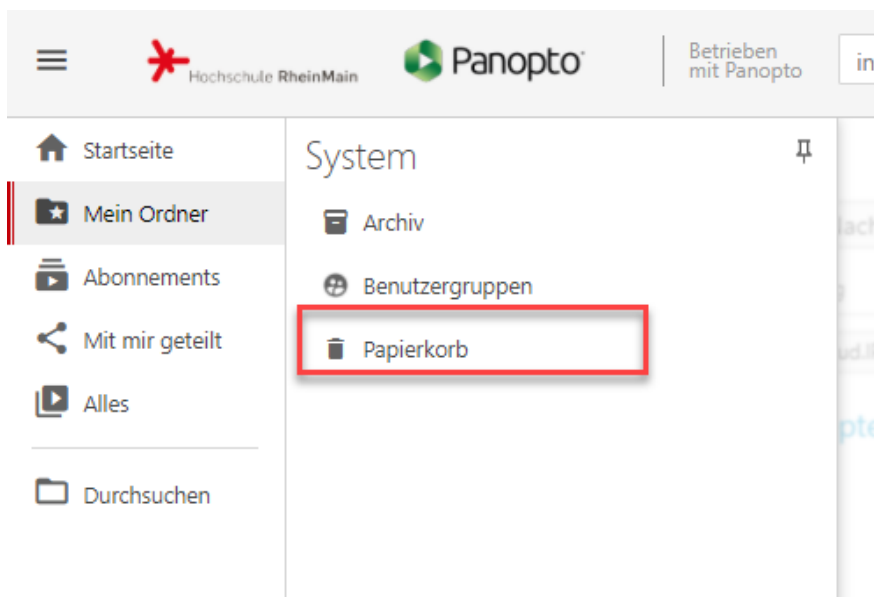 Hochschule RheinMain
Panopto
Betrieben
mit Panopto
in
Startseite
Mein Ordner
Abonnements
Mit mir geteilt
Alles
Durchsuchen
System
Archiv
Benutzergruppen
Papierkorb